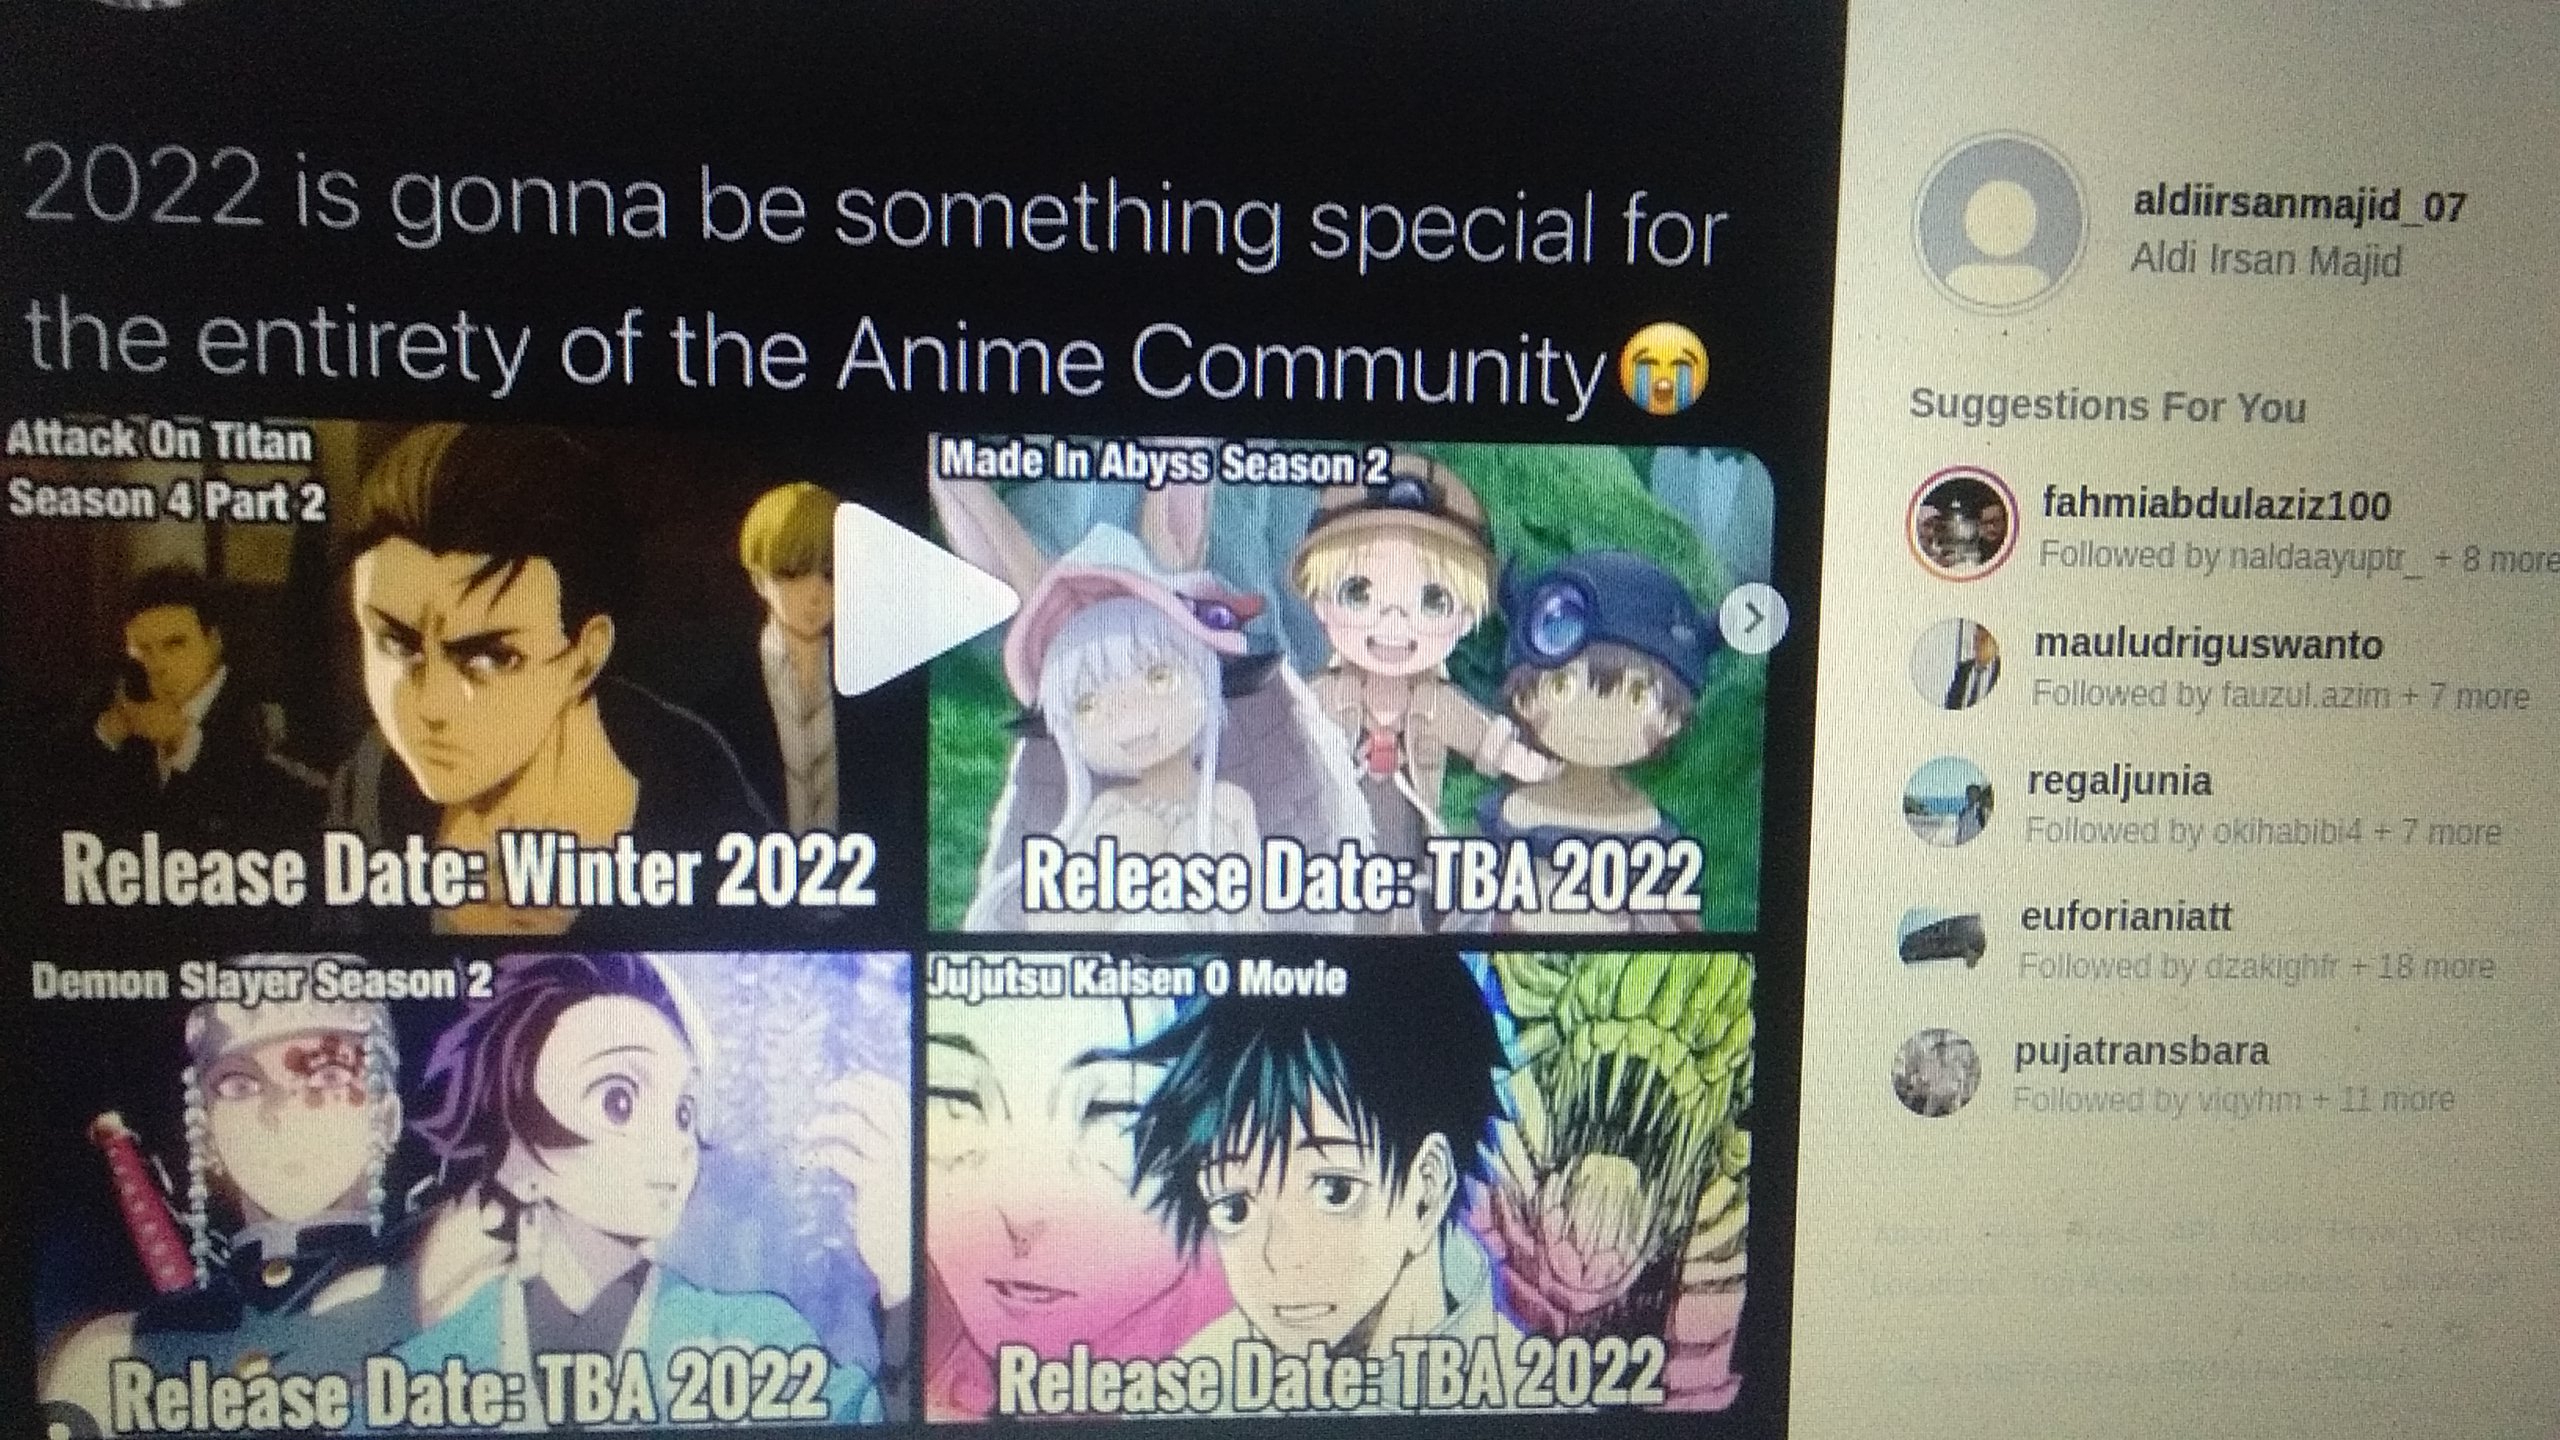 2022 is gonna be something special for
the entirety of the Anime Community😭
Attack On Titan
Season 4 Part 2
Release Date: Winter 2022
Made In Abyss Season 2
Release Date: TBA 2022
Demon Slayer Season 2
Release Date: TBA 2022
Jujutsu Kaisen 0 Movie
Release Date: TBA 2022
aldiirsanmajid_07
Aldi Irsan Majid
Suggestions For You
fahmiabdulaziz100
Followed by naldaayuptr_ + 8 more
mauludriguswanto
Followed by fauzul.azim + 7 more
regaljunia
Followed by okihabibi4 + 7 more
euforianiatt
Followed by dzakighfr + 18 more
pujatransbara
Followed by viqyhm + 11 more